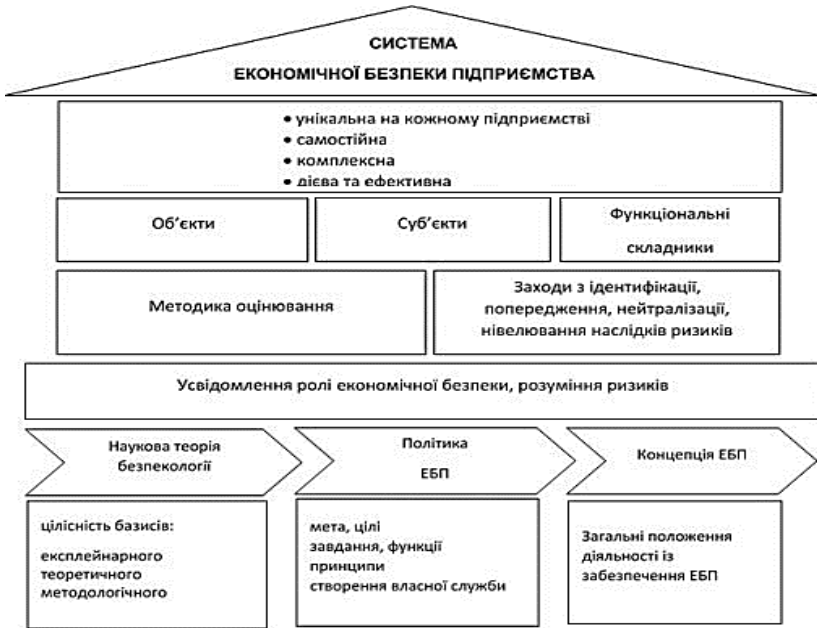 СИСТЕМА
ЕКОНОМІЧНОЇ БЕЗПЕКИ ПІДПРИЄМСТВА
• унікальна на кожному підприємстві
• самостійна
• комплексна
• дієва та ефективна
Об’єкти
Суб’єкти
Функціональні
складники
Методика оцінювання
Заходи з ідентифікації,
попередження, нейтралізації,
нівелювання наслідків ризиків
Усвідомлення ролі економічної безпеки, розуміння ризиків
Наукова теорія
безпекології
Політика
ЕБП
Концепція ЕБП
цілісність базисів:
експлейнарного
теоретичного
методологічного
мета, цілі
завдання, функції
принципи
створення власної служби
Загальні положення
діяльності із
забезпечення ЕБП